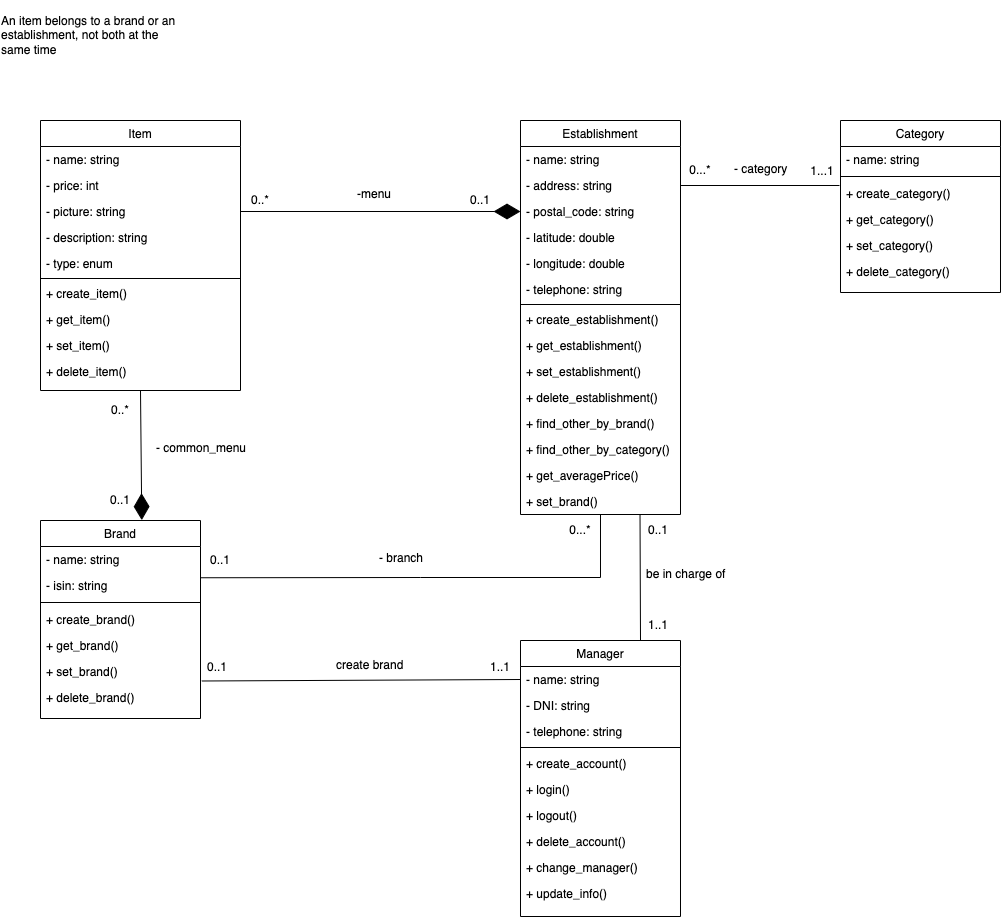 An item belongs to a brand or an
establishment, not both at the
same time
Item
- name: string
- price: int
- picture: string
- description: string
- type: enum
+ create_item()
+ get_item()
+ set_item()
+ delete_item()
0..*
-menu
0..1
Establishment
- name: string
- address: string
- postal_code: string
- latitude: double
- longitude: double
- telephone: string
+ create_establishment()
+ get_establishment()
+ set_establishment()
+ delete_establishment()
+ find_other_by_brand()
+ find_other_by_category()
+ get_averagePrice()
+ set_brand()
0...*
- category
1...1
Category
- name: string
+ create_category()
+ get_category()
+ set_category()
+ delete_category()
0..*
- common_menu
0..1
Brand
- name: string
- isin: string
+ create_brand()
+ get_brand()
+ set_brand()
+ delete_brand()
0..1
- branch
0...*
0..1
be in charge of
1..1
0..1
create brand
1..1
Manager
- name: string
- DNI: string
- telephone: string
+ create_account()
+ login()
+ logout()
+ delete_account()
+ change_manager()
+ update_info()